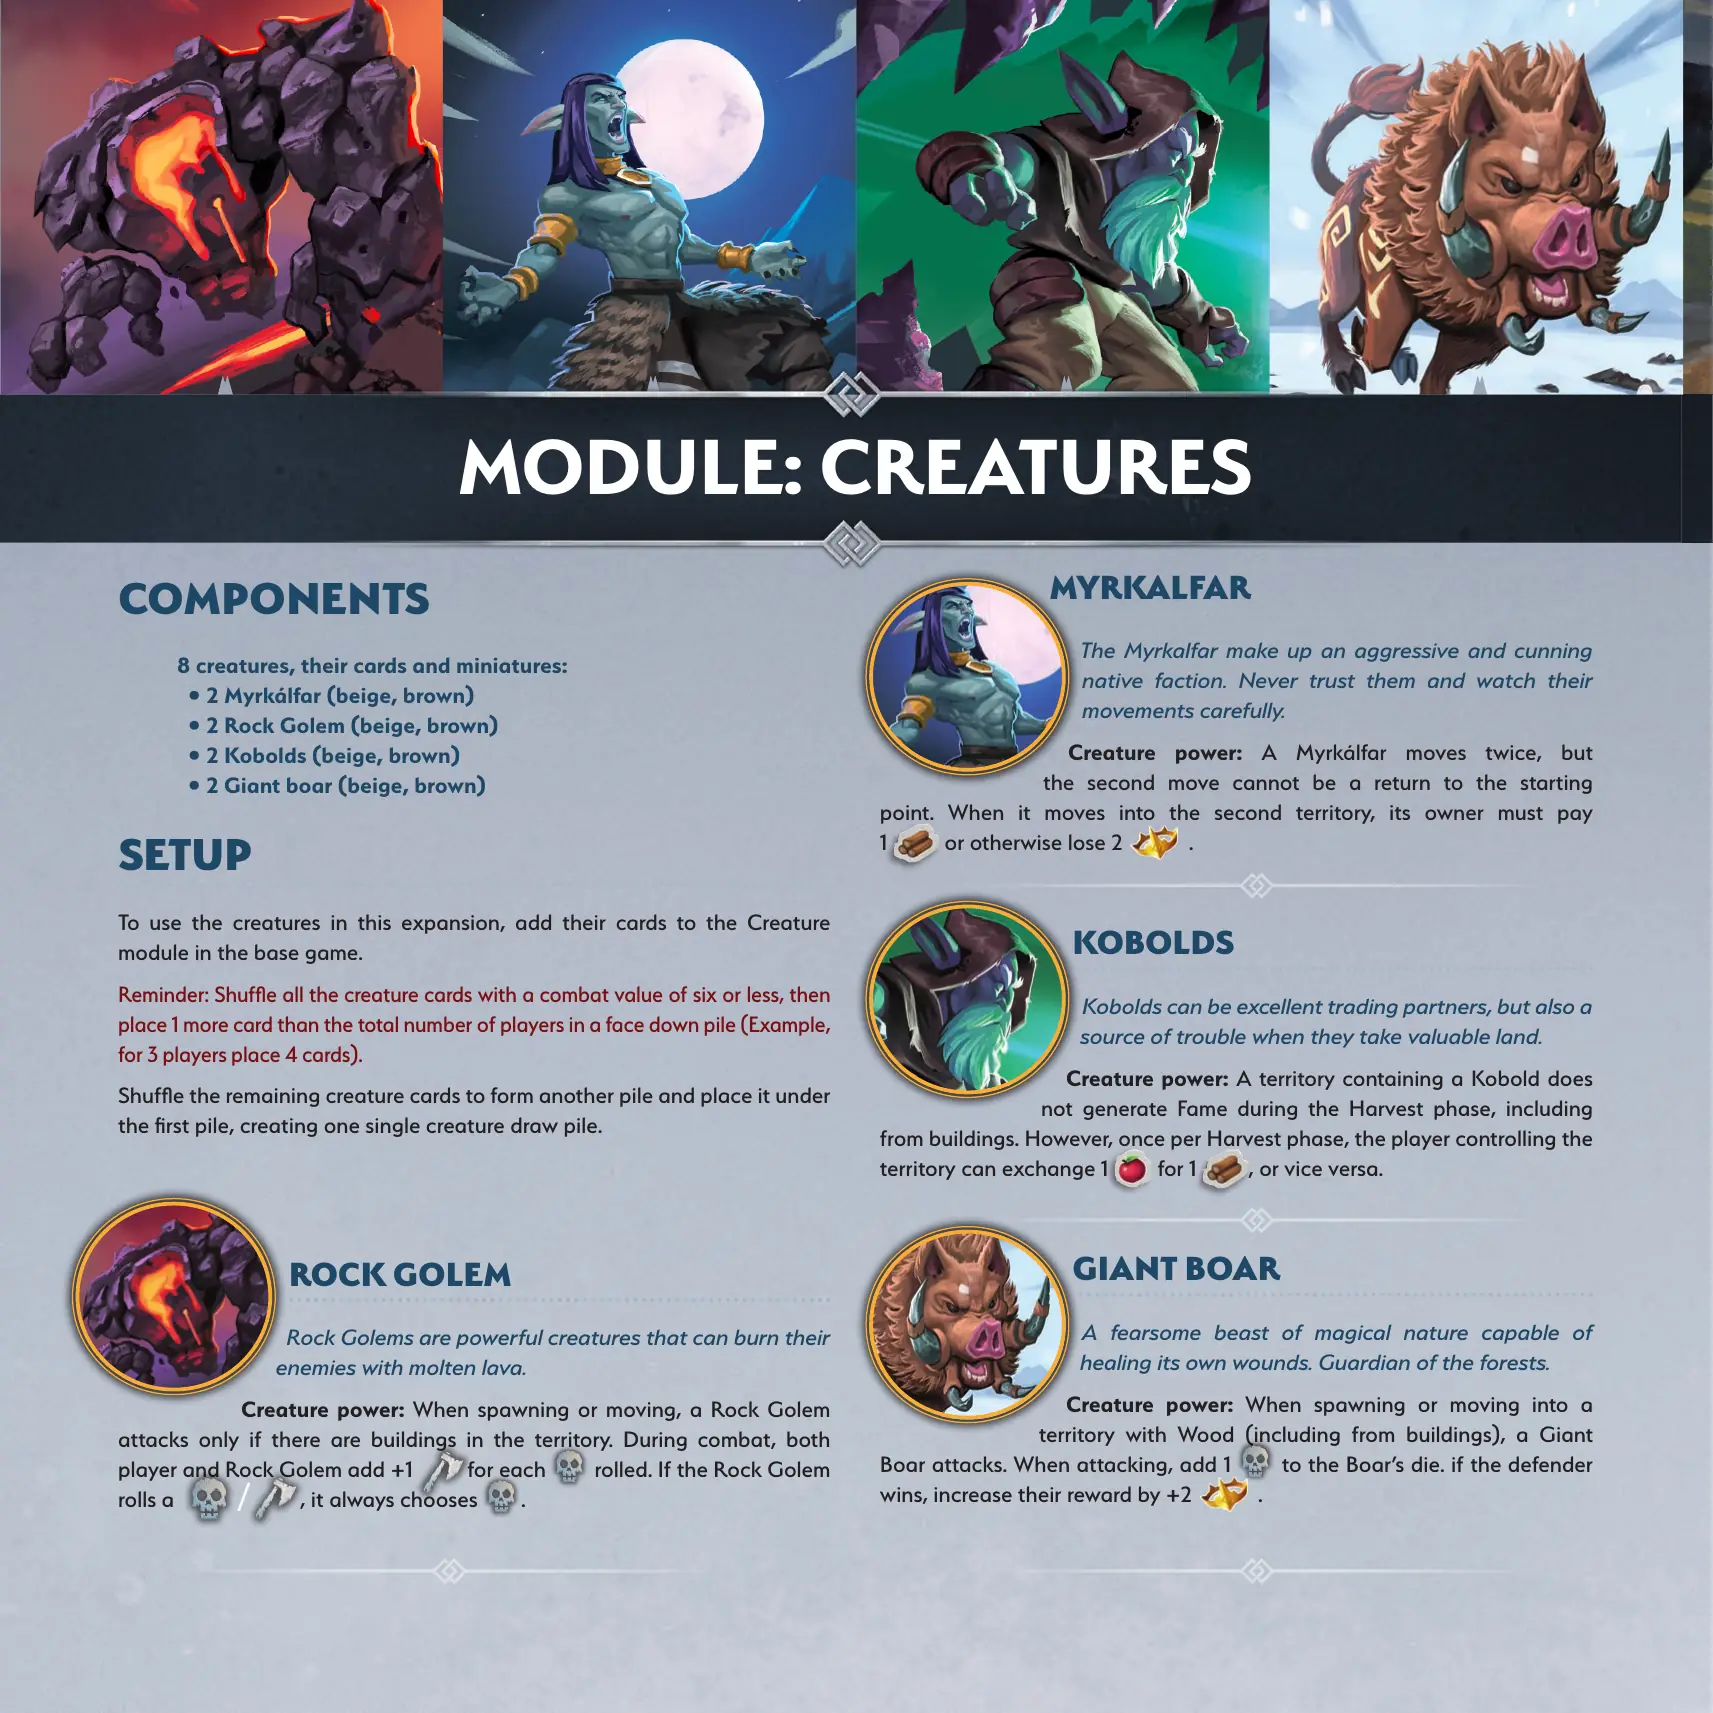 MODULE: CREATURES
COMPONENTS
8 creatures, their cards and miniatures:
• 2 Myrkálfar (beige, brown)
• 2 Rock Golem (beige, brown)
• 2 Kobolds (beige, brown)
• 2 Giant boar (beige, brown)
SETUP
To use the creatures in this expansion, add their cards to the Creature
module in the base game.
Reminder: Shuffle all the creature cards with a combat value of six or less, then
place 1 more card than the total number of players in a face down pile (Example,
for 3 players place 4 cards).
Shuffle the remaining creature cards to form another pile and place it under
the first pile, creating one single creature draw pile.
ROCK GOLEM
Rock Golems are powerful creatures that can burn their
enemies with molten lava.
Creature power: When spawning or moving, a Rock Golem
attacks only if there are buildings in the territory. During combat, both
player and Rock Golem add +1 for each rolled. If the Rock Golem
rolls a / , it always chooses .
MYRKALFAR
The Myrkalfar make up an aggressive and cunning
native faction. Never trust them and watch their
movements carefully.
Creature power: A Myrkálfar moves twice, but
the second move cannot be a return to the starting
point. When it moves into the second territory, its owner must pay
1 or otherwise lose 2 .
KOBOLDS
Kobolds can be excellent trading partners, but also a
source of trouble when they take valuable land.
Creature power: A territory containing a Kobold does
not generate Fame during the Harvest phase, including
from buildings. However, once per Harvest phase, the player controlling the
territory can exchange 1 for 1 , or vice versa.
GIANT BOAR
A fearsome beast of magical nature capable of
healing its own wounds. Guardian of the forests.
Creature power: When spawning or moving into a
territory with Wood (including from buildings), a Giant
Boar attacks. When attacking, add 1 to the Boar's die. if the defender
wins, increase their reward by +2 .